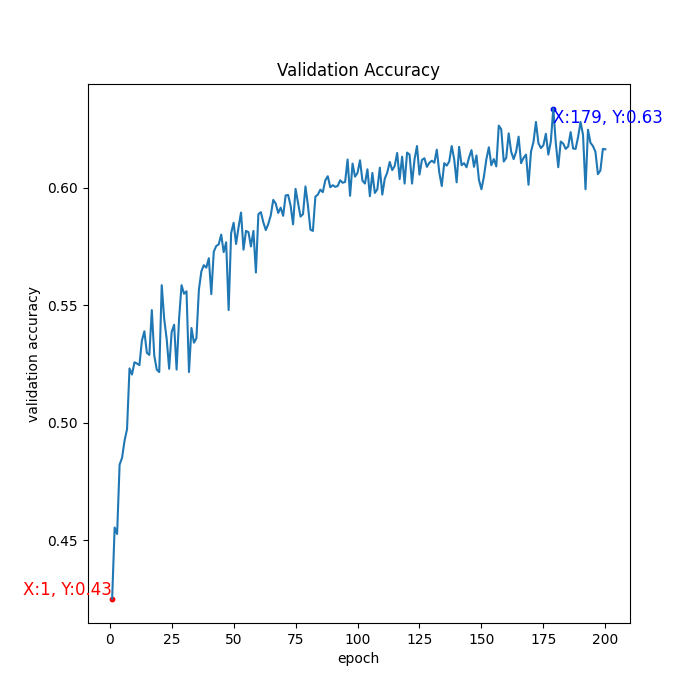 Validation Accuracy
X:179, Y:0.63
0.60
0.55
validation accuracy
0.50
0.45
X:1, Y:0.43
0 25 50 75 100 125 150 175 200
epoch